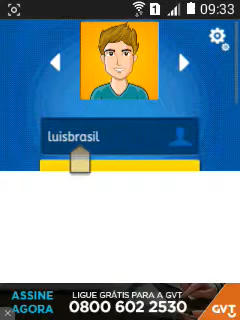 1 09:33
luisbrasil
ASSINE AGORA
LIGUE GRÁTIS PARA A GVT
0800 602 2530
GVT